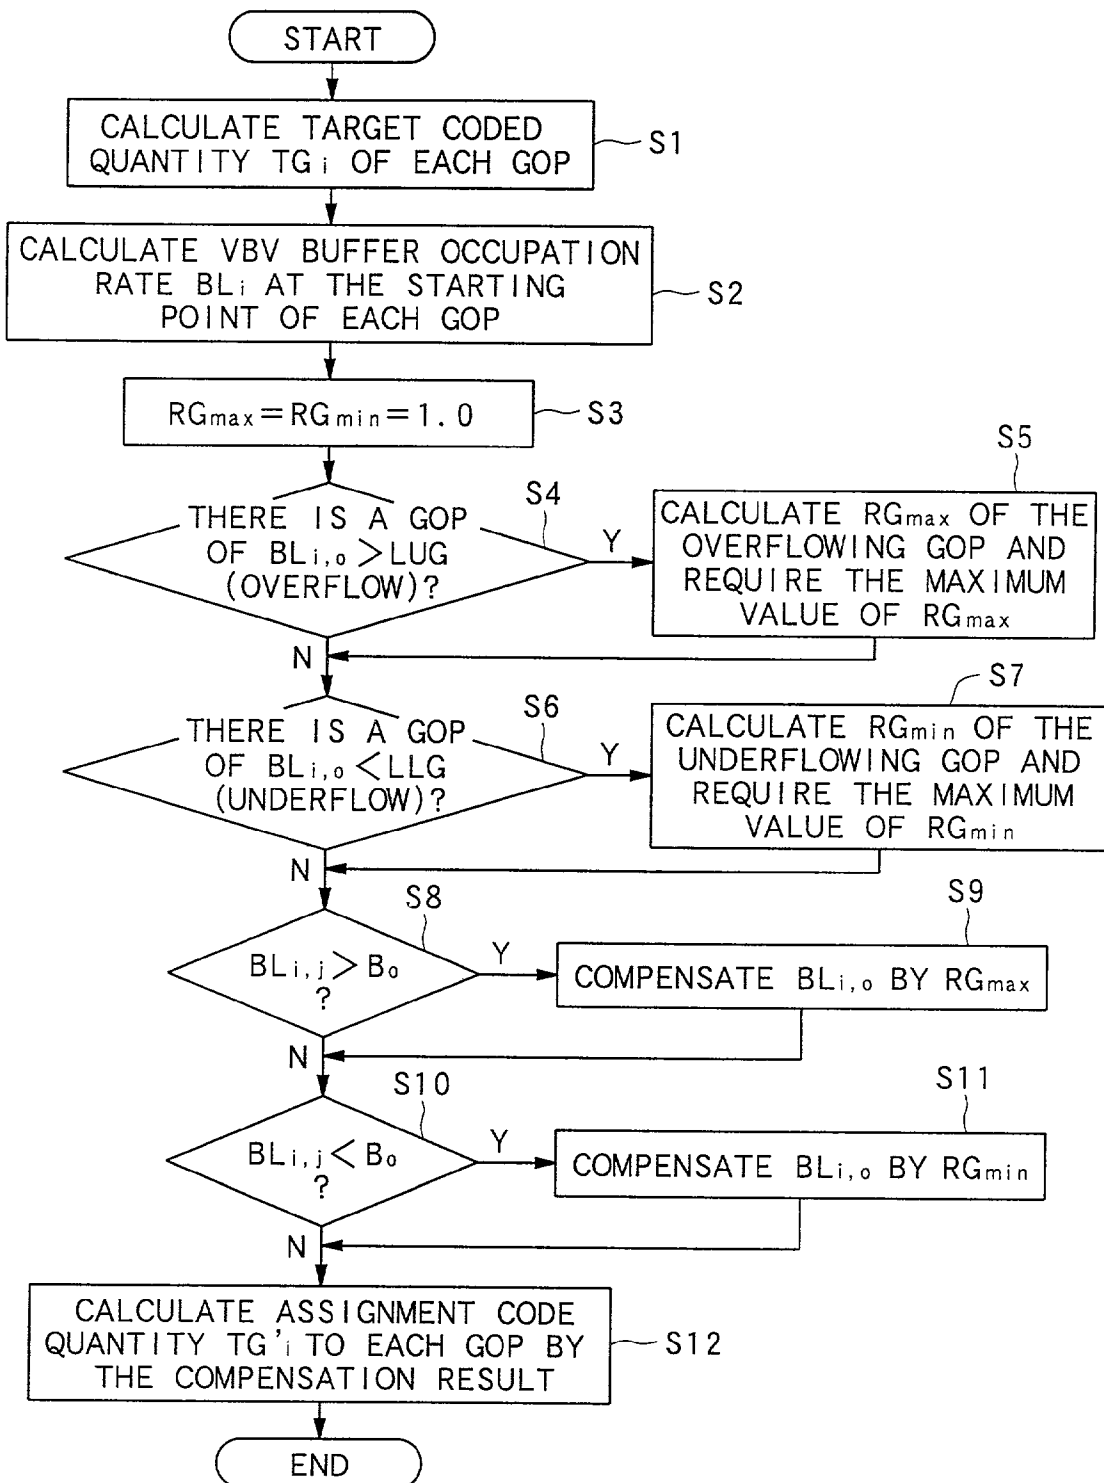 START
CALCULATE TARGET CODED
QUANTITY TGi OF EACH GOP
S1
CALCULATE VBV BUFFER OCCUPATION
RATE BLi AT THE STARTING
POINT OF EACH GOP
S2
RGmax=RGmin=1.0
S3
THERE IS A GOP
OF BLi,o>LUG
(OVERFLOW)?
S4
Y
N
S5
CALCULATE RGmax OF THE
OVERFLOWING GOP AND
REQUIRE THE MAXIMUM
VALUE OF RGmax
THERE IS A GOP
OF BLi,o<LLG
(UNDERFLOW)?
S6
Y
N
S7
CALCULATE RGmin OF THE
UNDERFLOWING GOP AND
REQUIRE THE MAXIMUM
VALUE OF RGmin
BLi,j>Bo
?
S8
Y
N
S9
COMPENSATE BLi,o BY RGmax
BLi,j<Bo
?
S10
Y
N
S11
COMPENSATE BLi,o BY RGmin
CALCULATE ASSIGNMENT CODE
QUANTITY TG'i TO EACH GOP BY
THE COMPENSATION RESULT
S12
END